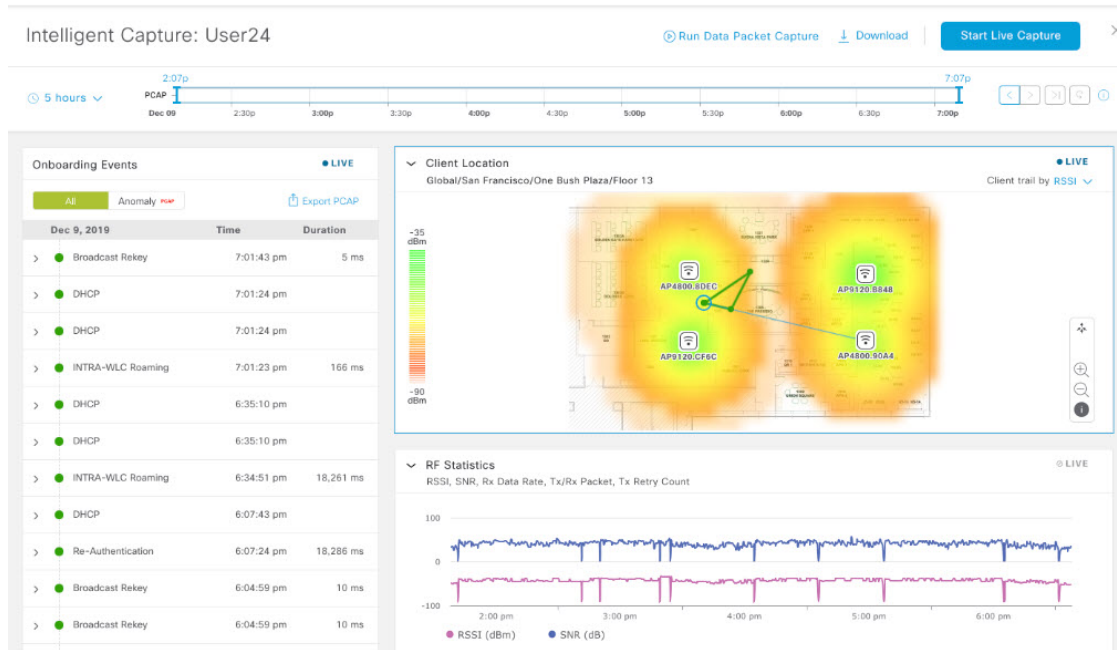 Intelligent Capture: User24
Run Data Packet Capture
Download
Start Live Capture
5 hours
2:07p
7:07p
PCAP
Dec 09
2:30p
3:00p
3:30p
4:00p
4:30p
5:00p
5:30p
6:00p
6:30p
7:00p
Onboarding Events
LIVE
All
Anomaly PCAP
Export PCAP
Dec 9, 2019 Time Duration
Broadcast Rekey 7:01:43 pm 5 ms
DHCP 7:01:24 pm
DHCP 7:01:24 pm
INTRA-WLC Roaming 7:01:23 pm 166 ms
DHCP 6:35:10 pm
DHCP 6:35:10 pm
INTRA-WLC Roaming 6:34:51 pm 18,261 ms
DHCP 6:07:43 pm
Re-Authentication 6:07:24 pm 18,286 ms
Broadcast Rekey 6:04:59 pm 10 ms
Broadcast Rekey 6:04:59 pm 10 ms
Client Location
LIVE
Global/San Francisco/One Bush Plaza/Floor 13
Client trail by RSSI
-35
dBm
-90
dBm
AP4800.8DEC
AP9120.B848
AP9120.CF6C
AP4800.90A4
RF Statistics
LIVE
RSSI, SNR, Rx Data Rate, Tx/Rx Packet, Tx Retry Count
100
0
-100
2:00 pm
3:00 pm
4:00 pm
5:00 pm
6:00 pm
RSSI (dBm)
SNR (dB)